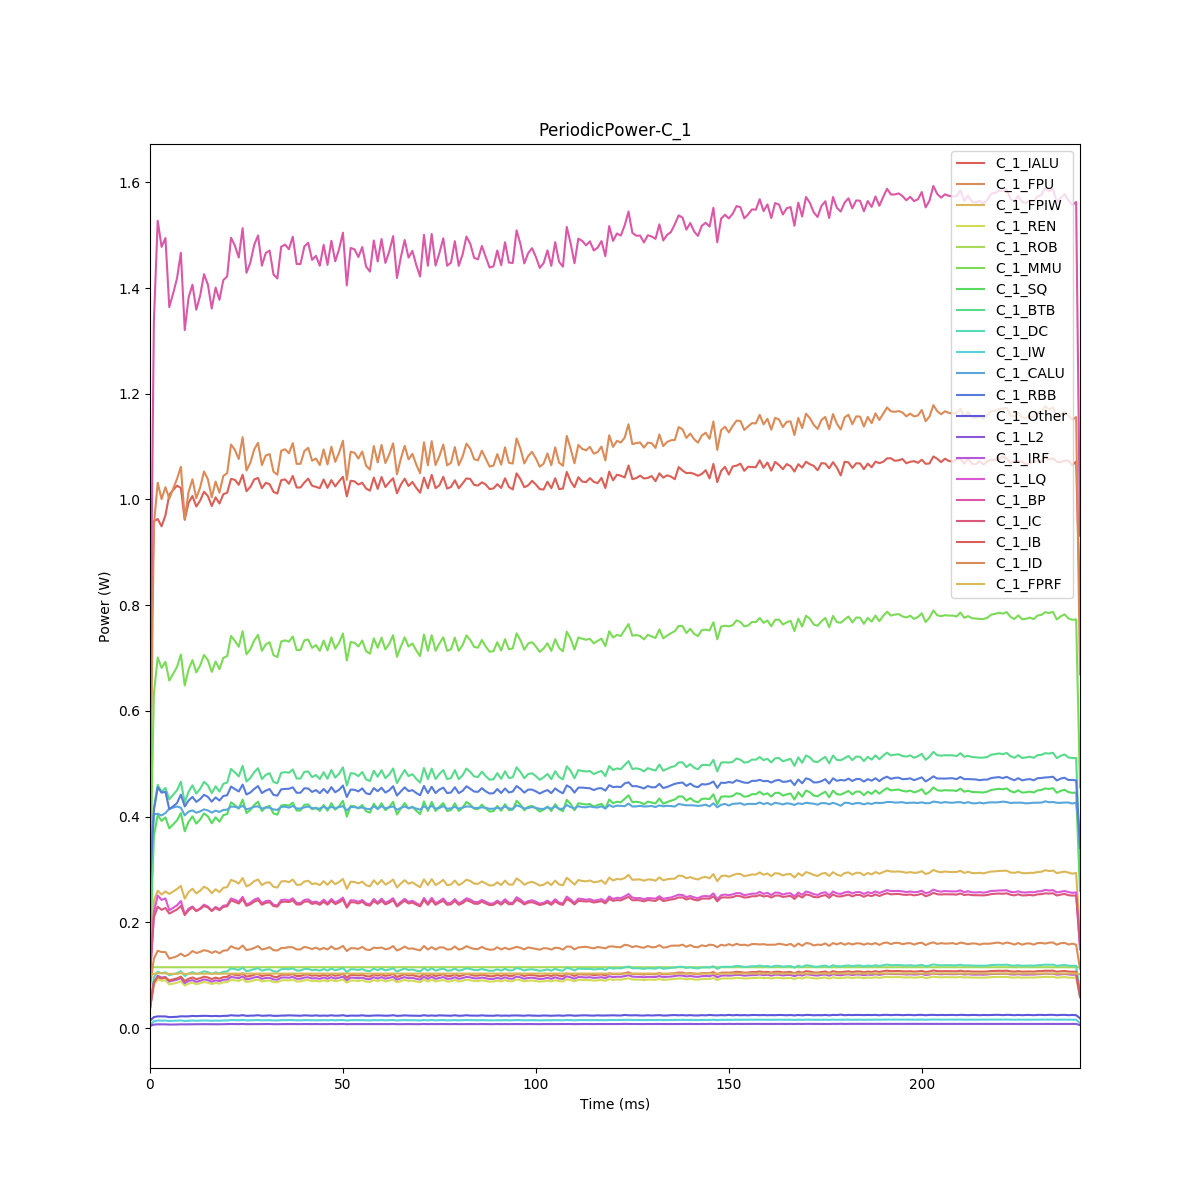 PeriodicPower-C_1
1.6
1.4
1.2
1.0
0.8
0.6
0.4
0.2
0.0
Power (W)
0
50
100
150
200
Time (ms)
C_1_IALU
C_1_FPU
C_1_FPIW
C_1_REN
C_1_ROB
C_1_MMU
C_1_SQ
C_1_BTB
C_1_DC
C_1_IW
C_1_CALU
C_1_RBB
C_1_Other
C_1_L2
C_1_IRF
C_1_LQ
C_1_BP
C_1_IC
C_1_IB
C_1_ID
C_1_FPRF